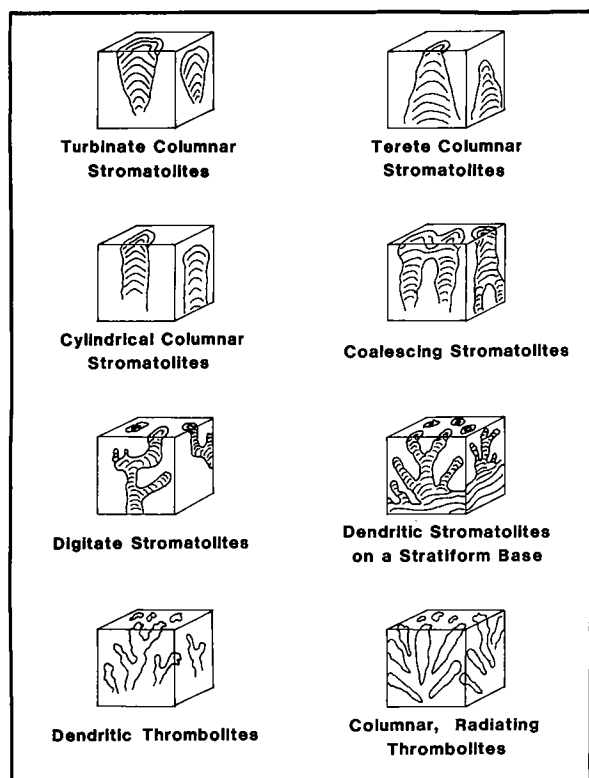 Turbinate Columnar
Stromatolites
Terete Columnar
Stromatolites
Cylindrical Columnar
Stromatolites
Coalescing Stromatolites
Digitate Stromatolites
Dendritic Stromatolites
on a Stratiform Base
Dendritic Thrombolites
Columnar, Radiating
Thrombolites